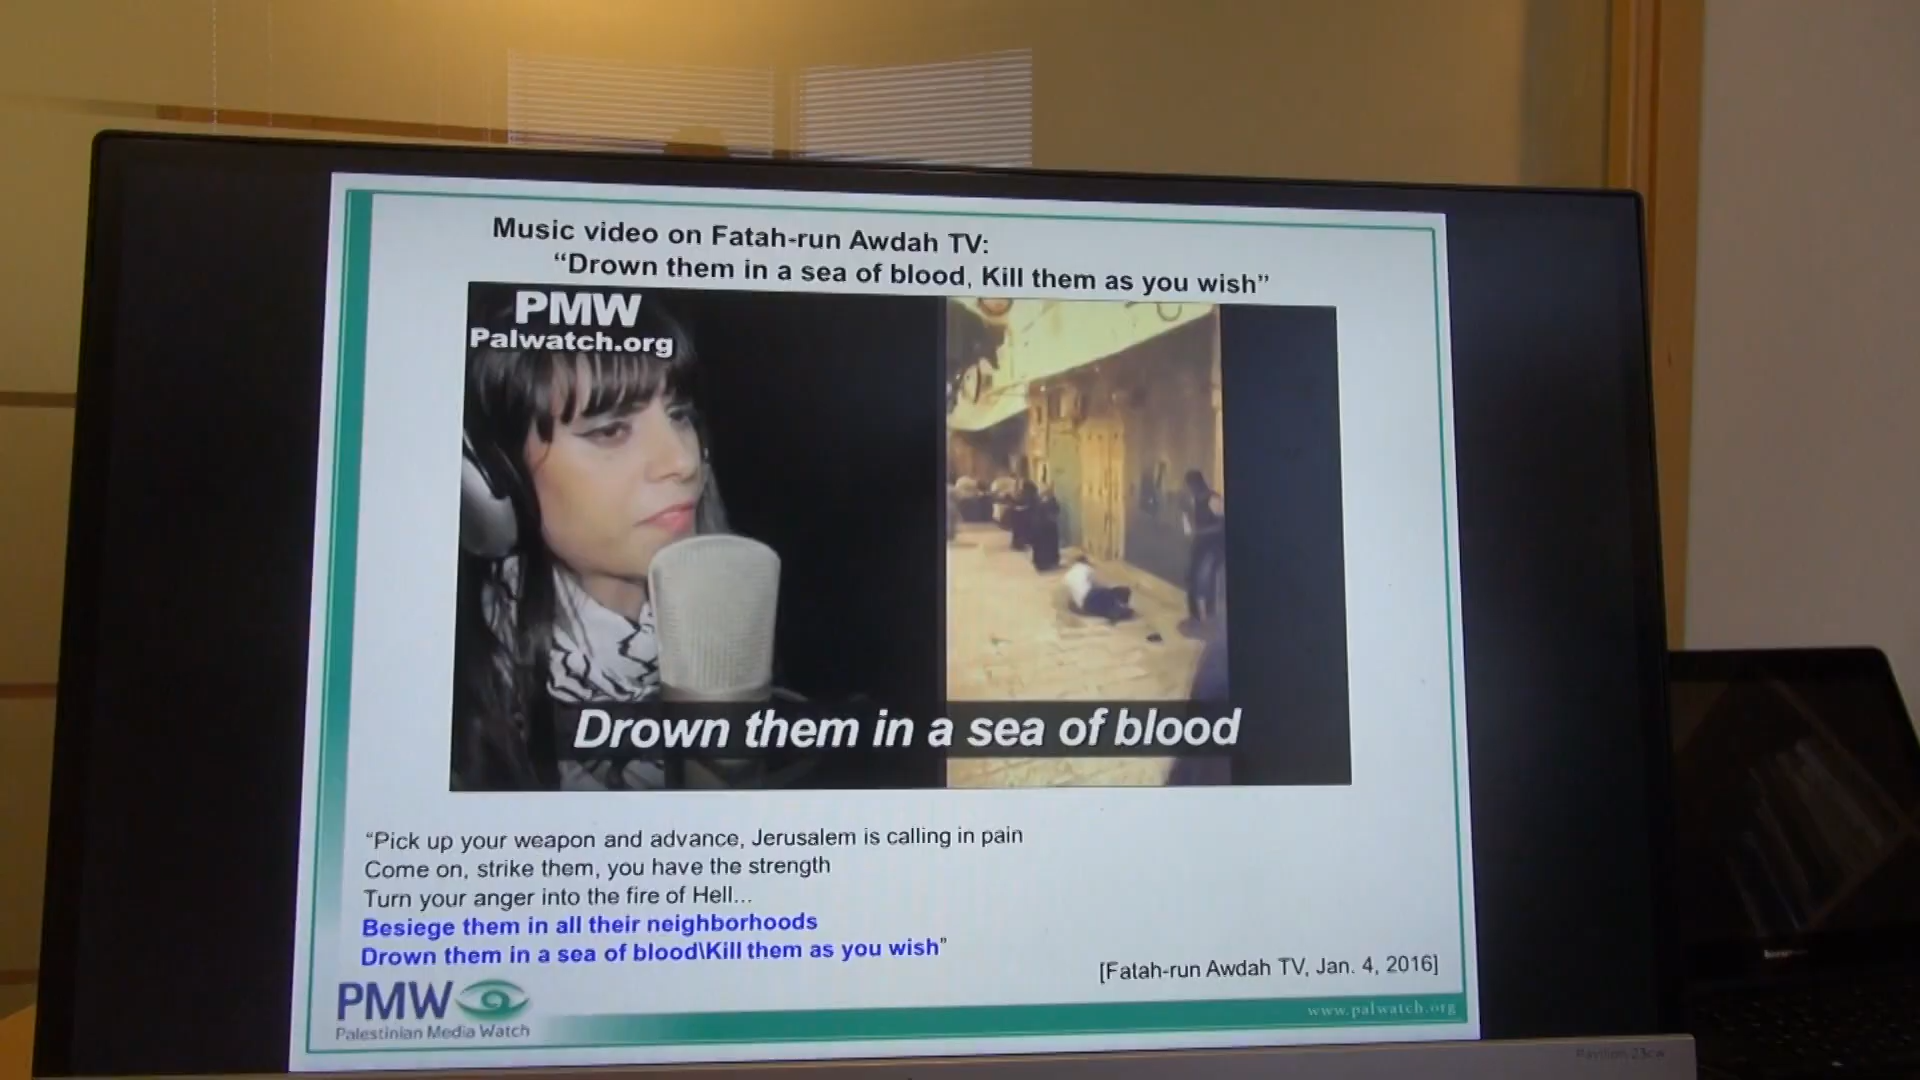 Music video on Fatah-run Awdah TV:
“Drown them in a sea of blood, Kill them as you wish”
PMW
Palwatch.org
Drown them in a sea of blood
“Pick up your weapon and advance, Jerusalem is calling in pain
Come on, strike them, you have the strength
Turn your anger into the fire of Hell...
Besiege them in all their neighborhoods
Drown them in a sea of blood\Kill them as you wish”
[Fatah-run Awdah TV, Jan. 4, 2016]
PMW
Palestinian Media Watch
www.palwatch.org
Pavilion 23cw